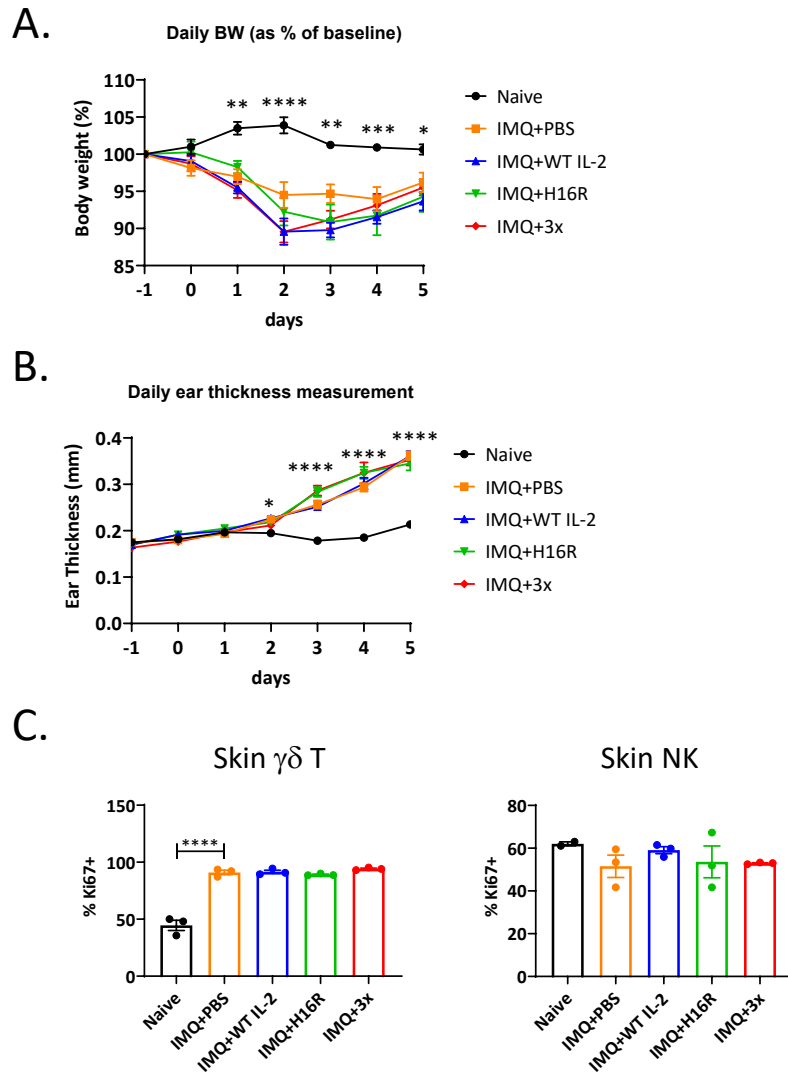 A.
Daily BW (as % of baseline)
Body weight (%)
110
105
100
95
90
85
** **** ** *** *
-1 0 1 2 3 4 5
days
Naive
IMQ+PBS
IMQ+WT IL-2
IMQ+H16R
IMQ+3x
B.
Daily ear thickness measurement
Ear Thickness (mm)
0.4
0.3
0.2
0.1
0.0
* **** **** ****
-1 0 1 2 3 4 5
days
Naive
IMQ+PBS
IMQ+WT IL-2
IMQ+H16R
IMQ+3x
C.
Skin γδ T
% Ki67+
150
100
50
0
****
Naive
IMQ+PBS
IMQ+WT IL-2
IMQ+H16R
IMQ+3x
Skin NK
% Ki67+
80
60
40
20
0
Naive
IMQ+PBS
IMQ+WT IL-2
IMQ+H16R
IMQ+3x